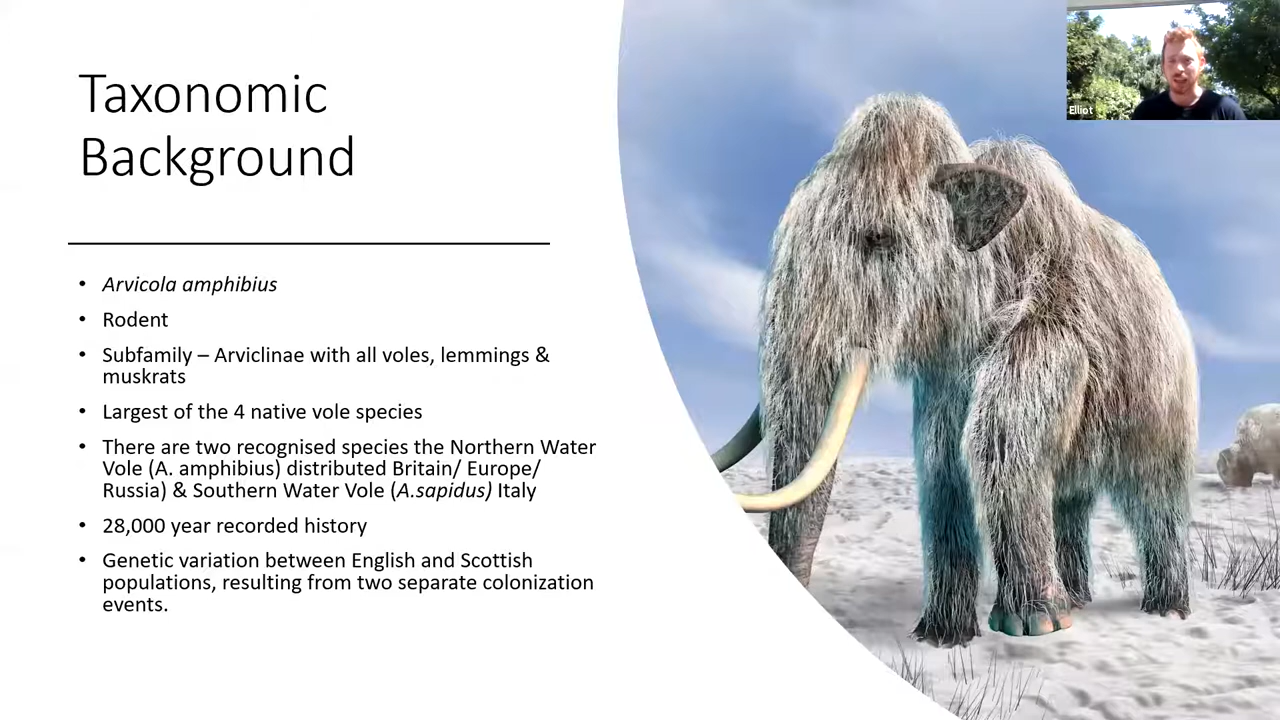 Taxonomic
Background
• Arvicola amphibius
• Rodent
• Subfamily – Arviclinae with all voles, lemmings &
muskrats
• Largest of the 4 native vole species
• There are two recognised species the Northern Water
Vole (A. amphibius) distributed Britain/ Europe/
Russia) & Southern Water Vole (A.sapidus) Italy
• 28,000 year recorded history
• Genetic variation between English and Scottish
populations, resulting from two separate colonization
events.
Elliot